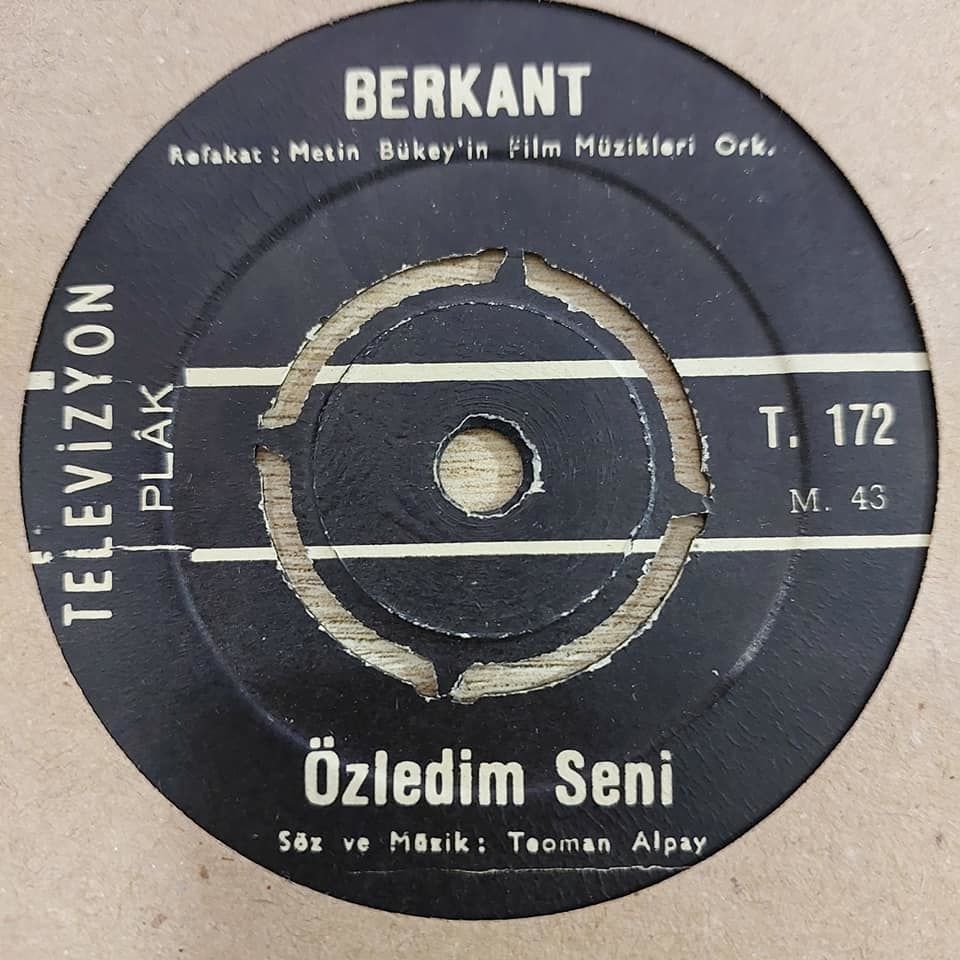 BERKANT
Refakat : Metin Bükey'in Film Müzikleri Ork.
TELEVİZYON
PLÂK
T. 172
M. 43
Özledim Seni
Söz ve Müzik : Teoman Alpay